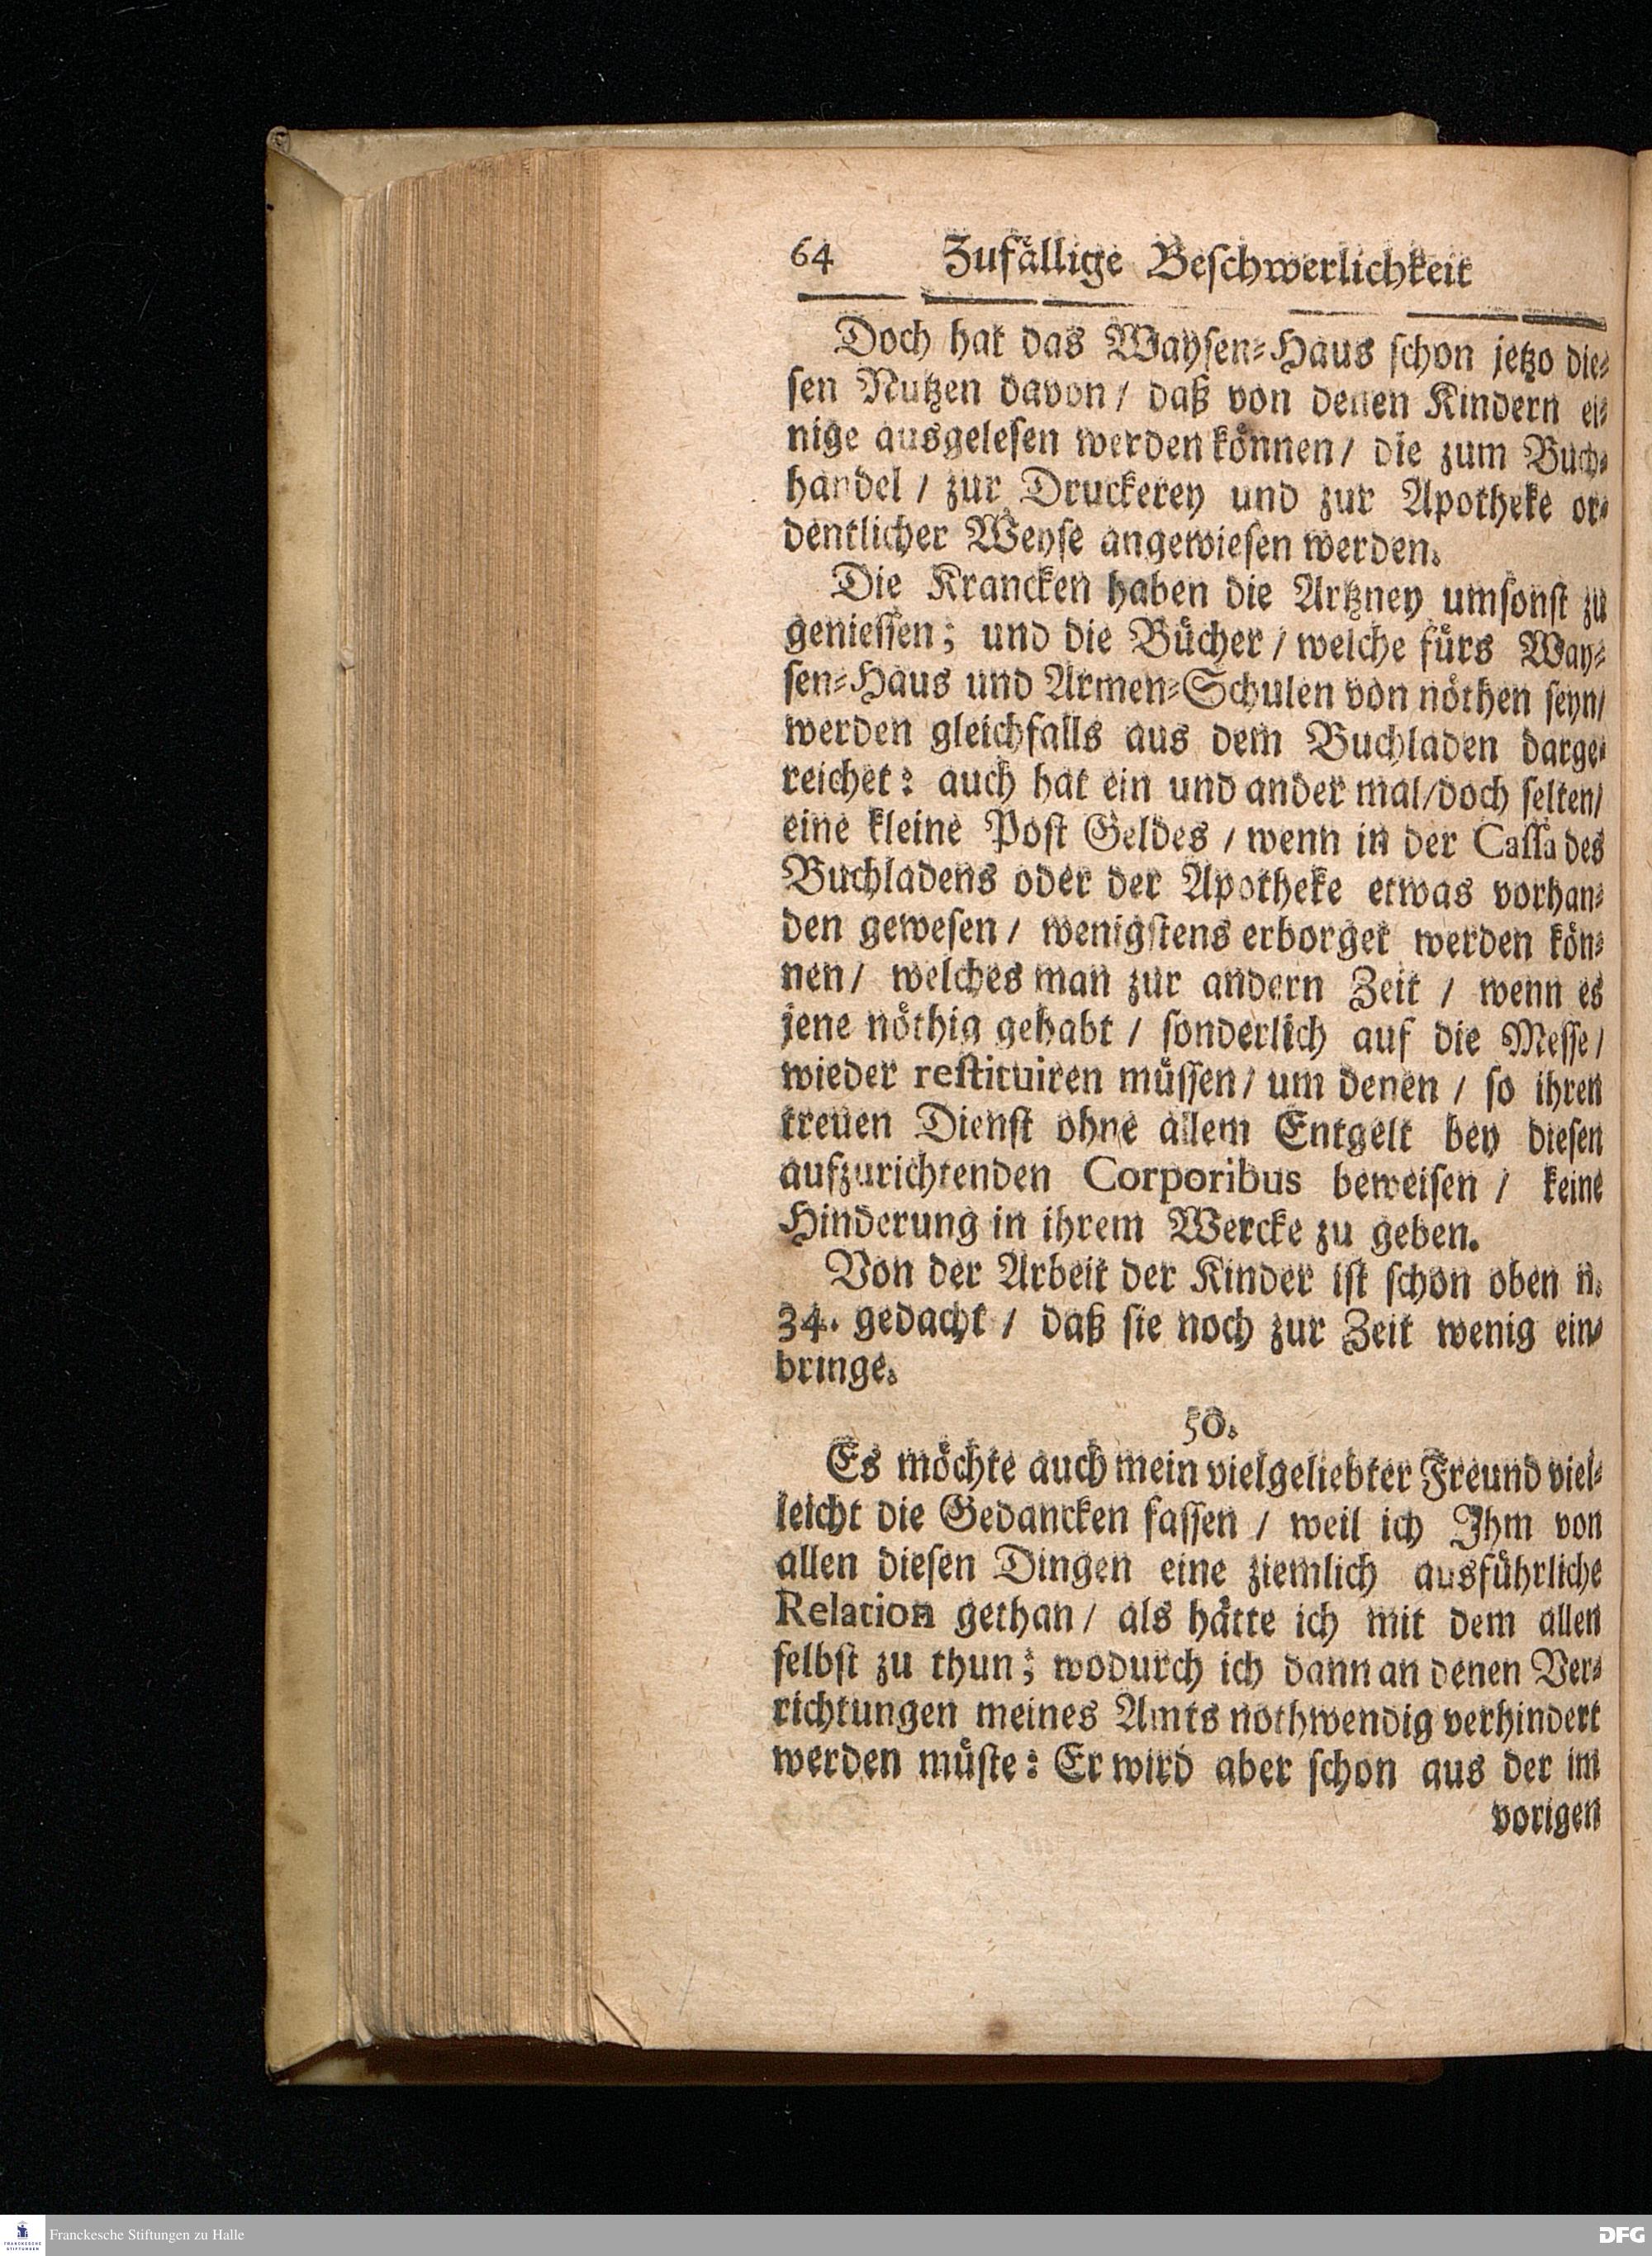 64 Zufällige Beschwerlichkeit
Doch hat das Waysen-Haus schon jetzo die-
sen Nutzen davon / daß von denen Kindern ei-
nige ausgelesen werden können / die zum Buch-
handel / zur Druckerey und zur Apotheke or-
dentlicher Weyse angewiesen werden.
Die Krancken haben die Artzney umsonst zu
geniessen; und die Bücher / welche fürs Way-
sen-Haus und Armen-Schulen von nöthen seyn/
werden gleichfalls aus dem Buchladen darge-
reichet: auch hat ein und ander mal/doch selten/
eine kleine Post Geldes / wenn in der Cassa des
Buchladens oder der Apotheke etwas vorhan-
den gewesen / wenigstens erborget werden kön-
nen / welches man zur andern Zeit / wenn es
jene nöthig gehabt / sonderlich auf die Messe /
wieder restituiren müssen / um denen / so ihren
treuen Dienst ohne allem Entgelt bey diesen
aufzurichtenden Corporibus beweisen / keine
Hinderung in ihrem Wercke zu geben.
Von der Arbeit der Kinder ist schon oben n.
34. gedacht / daß sie noch zur Zeit wenig ein-
bringe.
50.
Es möchte auch mein vielgeliebter Freund viel-
leicht die Gedancken fassen / weil ich Ihm von
allen diesen Dingen eine ziemlich ausführliche
Relation gethan / als hätte ich mit dem allen
selbst zu thun; wodurch ich dann an denen Ver-
richtungen meines Amts nothwendig verhindert
werden müste: Er wird aber schon aus der im
vorigen
FRANCKESCHE STIFTUNGEN
Franckesche Stiftungen zu Halle
DFG